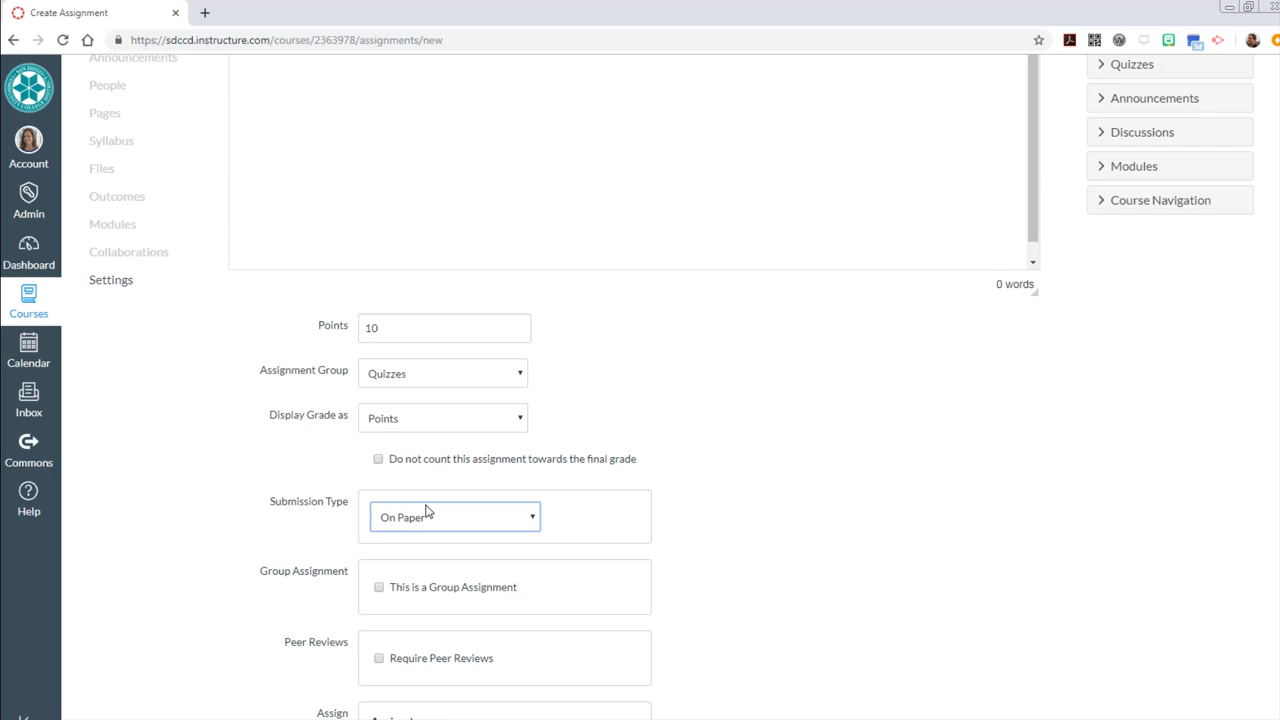 Create Assignment
https://sdccd.instructure.com/courses/2363978/assignments/new
Account
Admin
Dashboard
Courses
Calendar
Inbox
Commons
Help
Announcements
People
Pages
Syllabus
Files
Outcomes
Modules
Collaborations
Settings
0 words
Points
10
Assignment Group
Quizzes
Display Grade as
Points
Do not count this assignment towards the final grade
Submission Type
On Paper
Group Assignment
This is a Group Assignment
Peer Reviews
Require Peer Reviews
Assign
Quizzes
Announcements
Discussions
Modules
Course Navigation